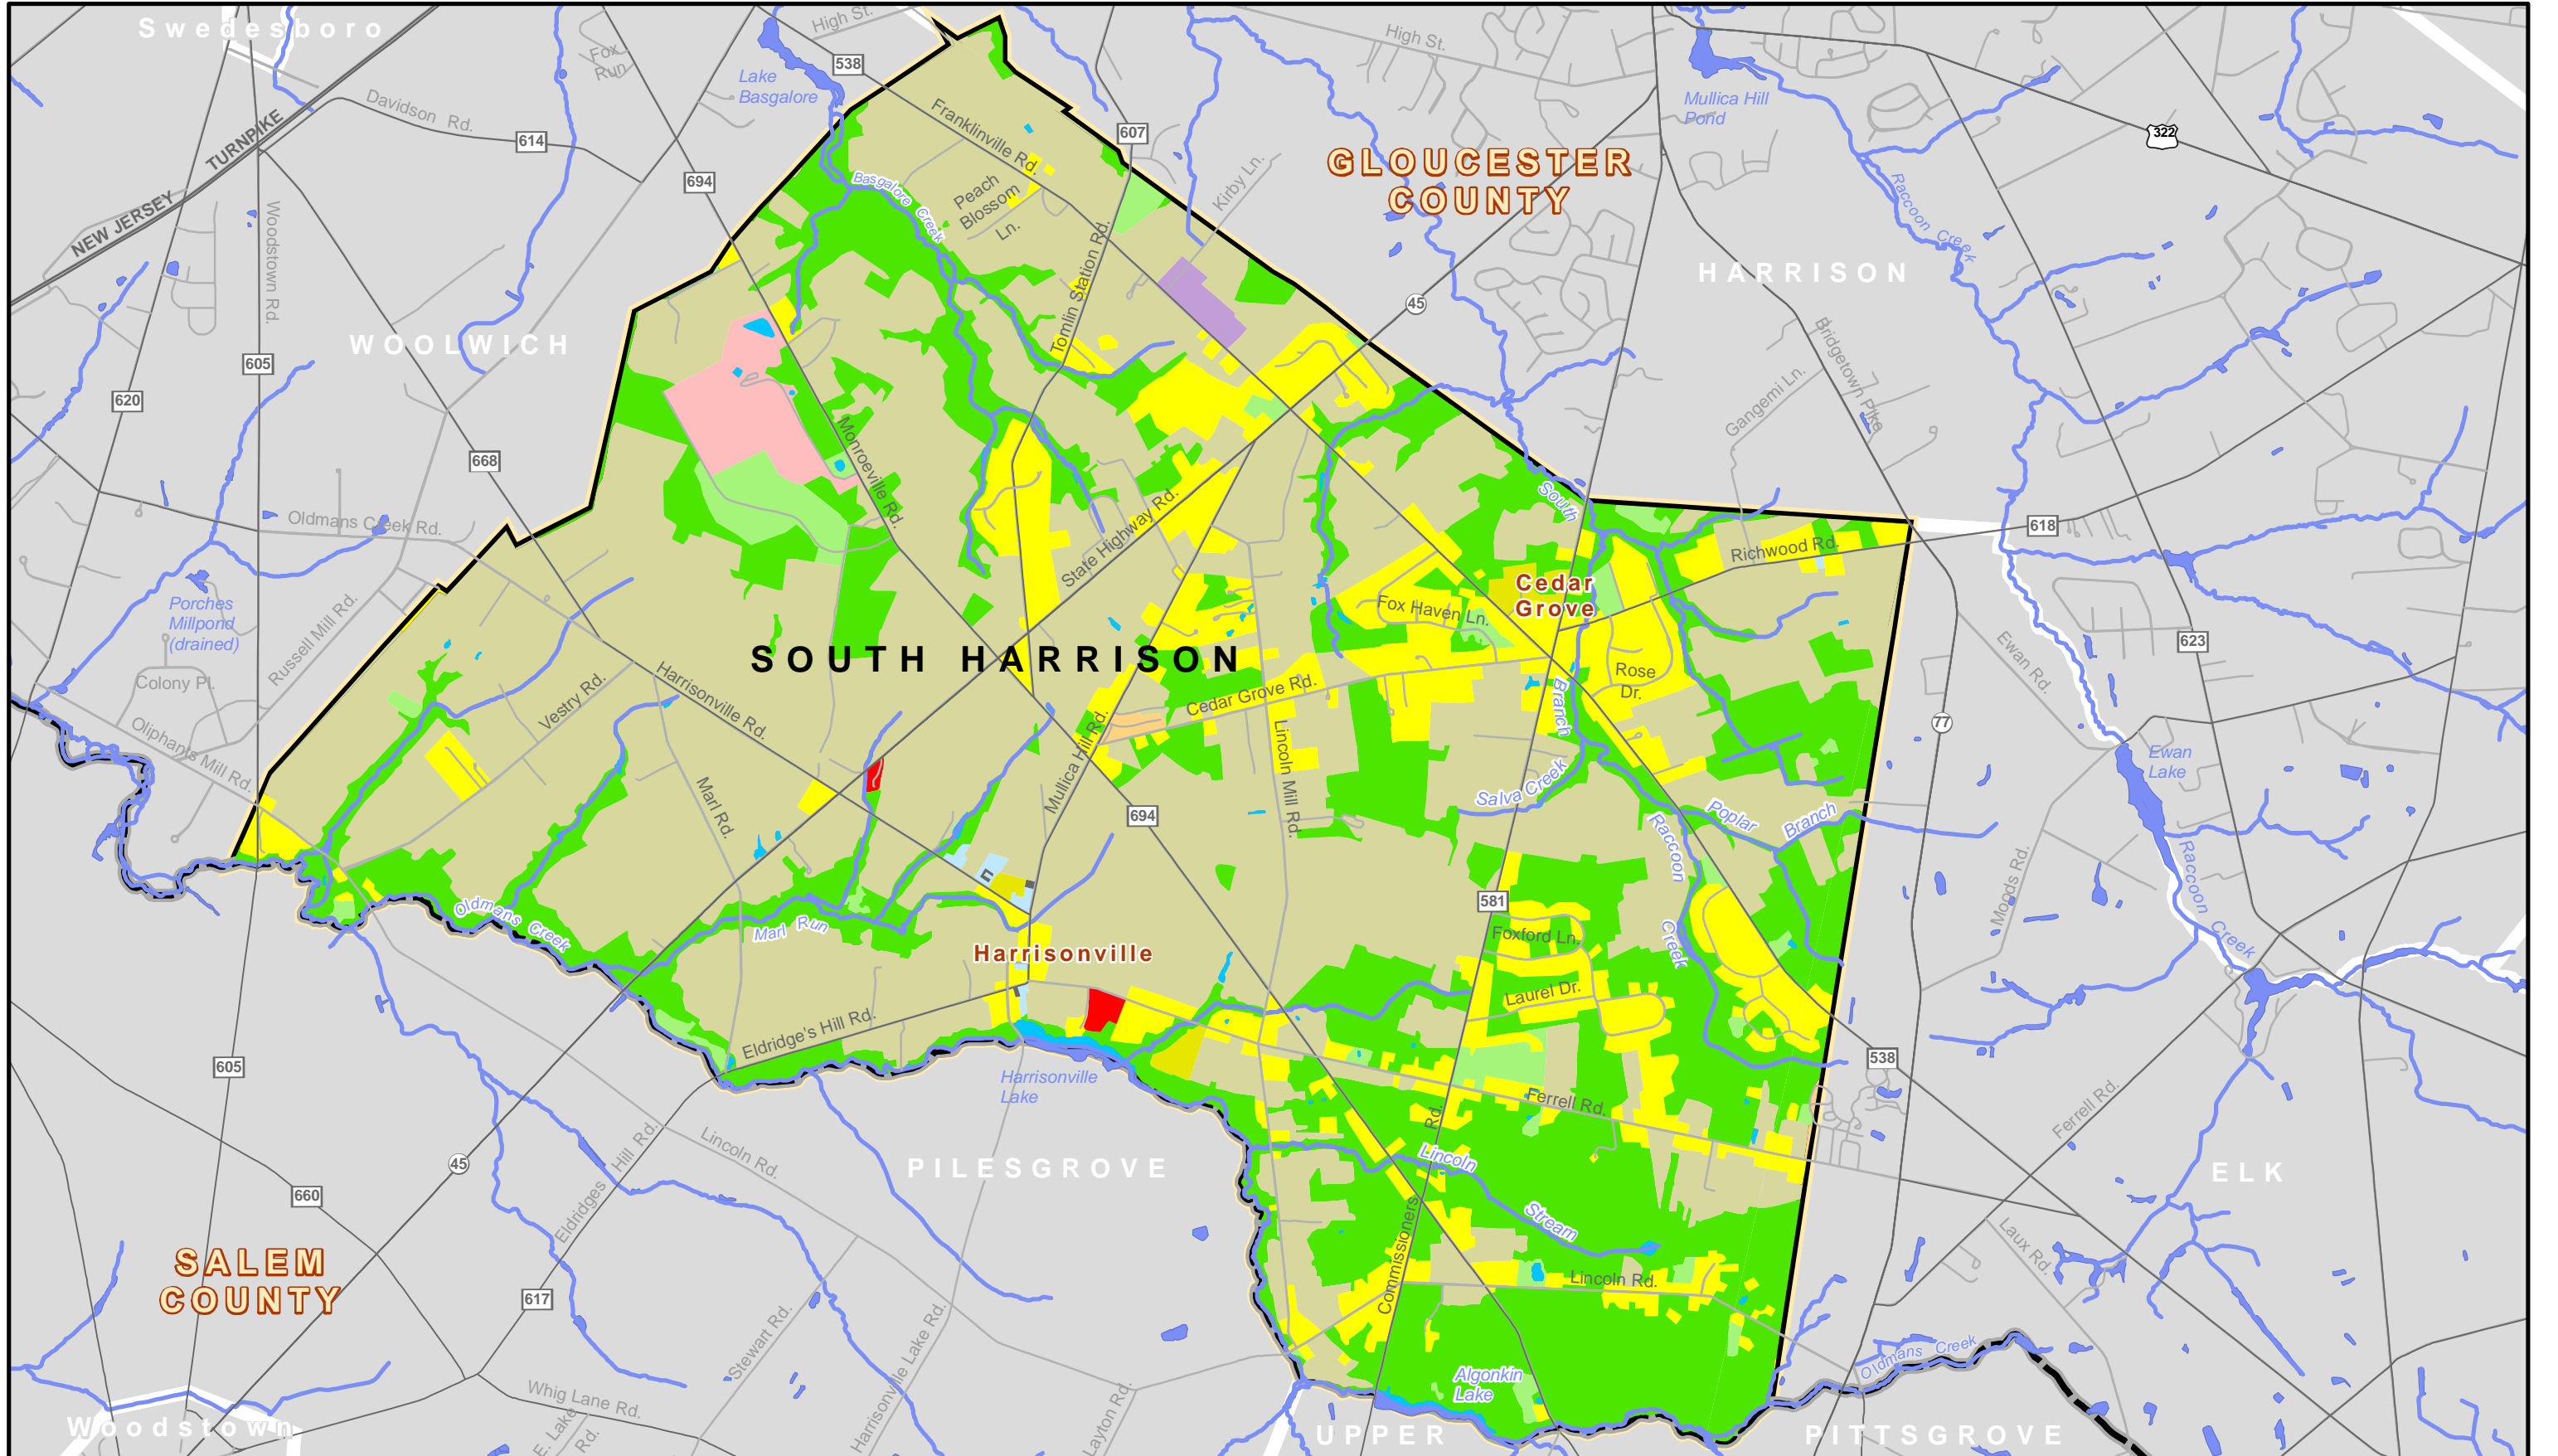 Swedesboro
High St.
538
High St.
Fox
Run
Lake
Basgalore
Davidson Rd.
614
NEW JERSEY TURNPIKE
Franklinville Rd.
607
Mullica Hill
Pond
322
GLOUCESTER
COUNTY
694
Basgalore Creek
Peach
Blossom
Ln.
Kirby Ln.
Raccoon Creek
Woodstown Rd.
HARRISON
Tomlin Station Rd.
45
WOOLWICH
605
620
Bridgetown Pike
Gangemi Ln.
668
Monroeville Rd.
Oldmans Creek Rd.
State Highway Rd.
South
618
Richwood Rd.
Cedar
Grove
Porches
Millpond
(drained)
Russell Mill Rd.
Fox Haven Ln.
623
SOUTH HARRISON
Ewan Rd.
Colony Pl.
Vestry Rd.
Harrisonville Rd.
Rose
Dr.
Cedar Grove Rd.
Branch
77
Oliphants Mill Rd.
Mullica Hill Rd.
Lincoln Mill Rd.
Ewan
Lake
Marl Rd.
Salva Creek
694
Poplar Branch
Raccoon
Creek
Raccoon Creek
Moods Rd.
581
Oldmans Creek
Marl Run
Foxford Ln.
Harrisonville
Laurel Dr.
Eldridge's Hill Rd.
605
538
Harrisonville
Lake
Ferrell Rd.
Ferrell Rd.
Eldridges Hill Rd.
Lincoln Rd.
45
PILESGROVE
Lincoln
Stream
ELK
660
Commissioners Rd.
Laux Rd.
SALEM
COUNTY
Lincoln Rd.
617
Stewart Rd.
Harrisonville Lake Rd.
Oldmans Creek
Algonkin
Lake
Whig Lane Rd.
Layton Rd.
E. Lake
Rd.
Woodstown
UPPER
PITTSGROVE